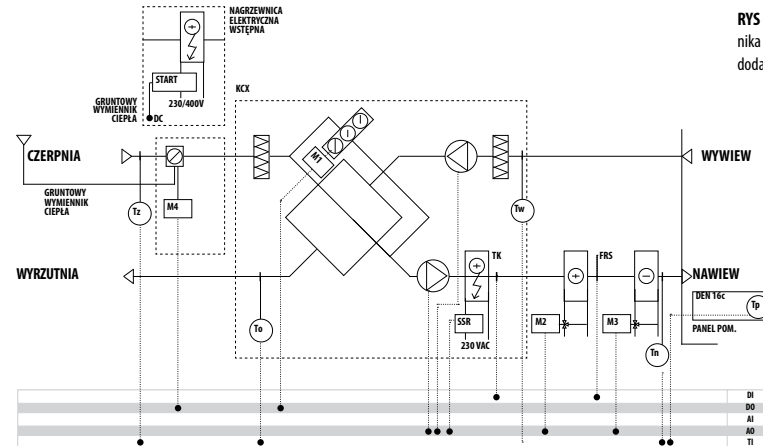 NAGRZEWNICA
ELEKTRYCZNA
WSTĘPNA
RYS
nika
doda
START
230/400V
GRUNTOWY
WYMIENNIK
CIEPŁA
DC
KCX
M1
CZERPNIA
WYWIEW
GRUNTOWY
WYMIENNIK
CIEPŁA
Tz
M4
Tw
WYRZUTNIA
TK
FRS
NAWIEW
DEN 16c
Tp
PANEL POM.
To
SSR
230 VAC
M2
M3
Tn
DI
DO
AI
AO
TI